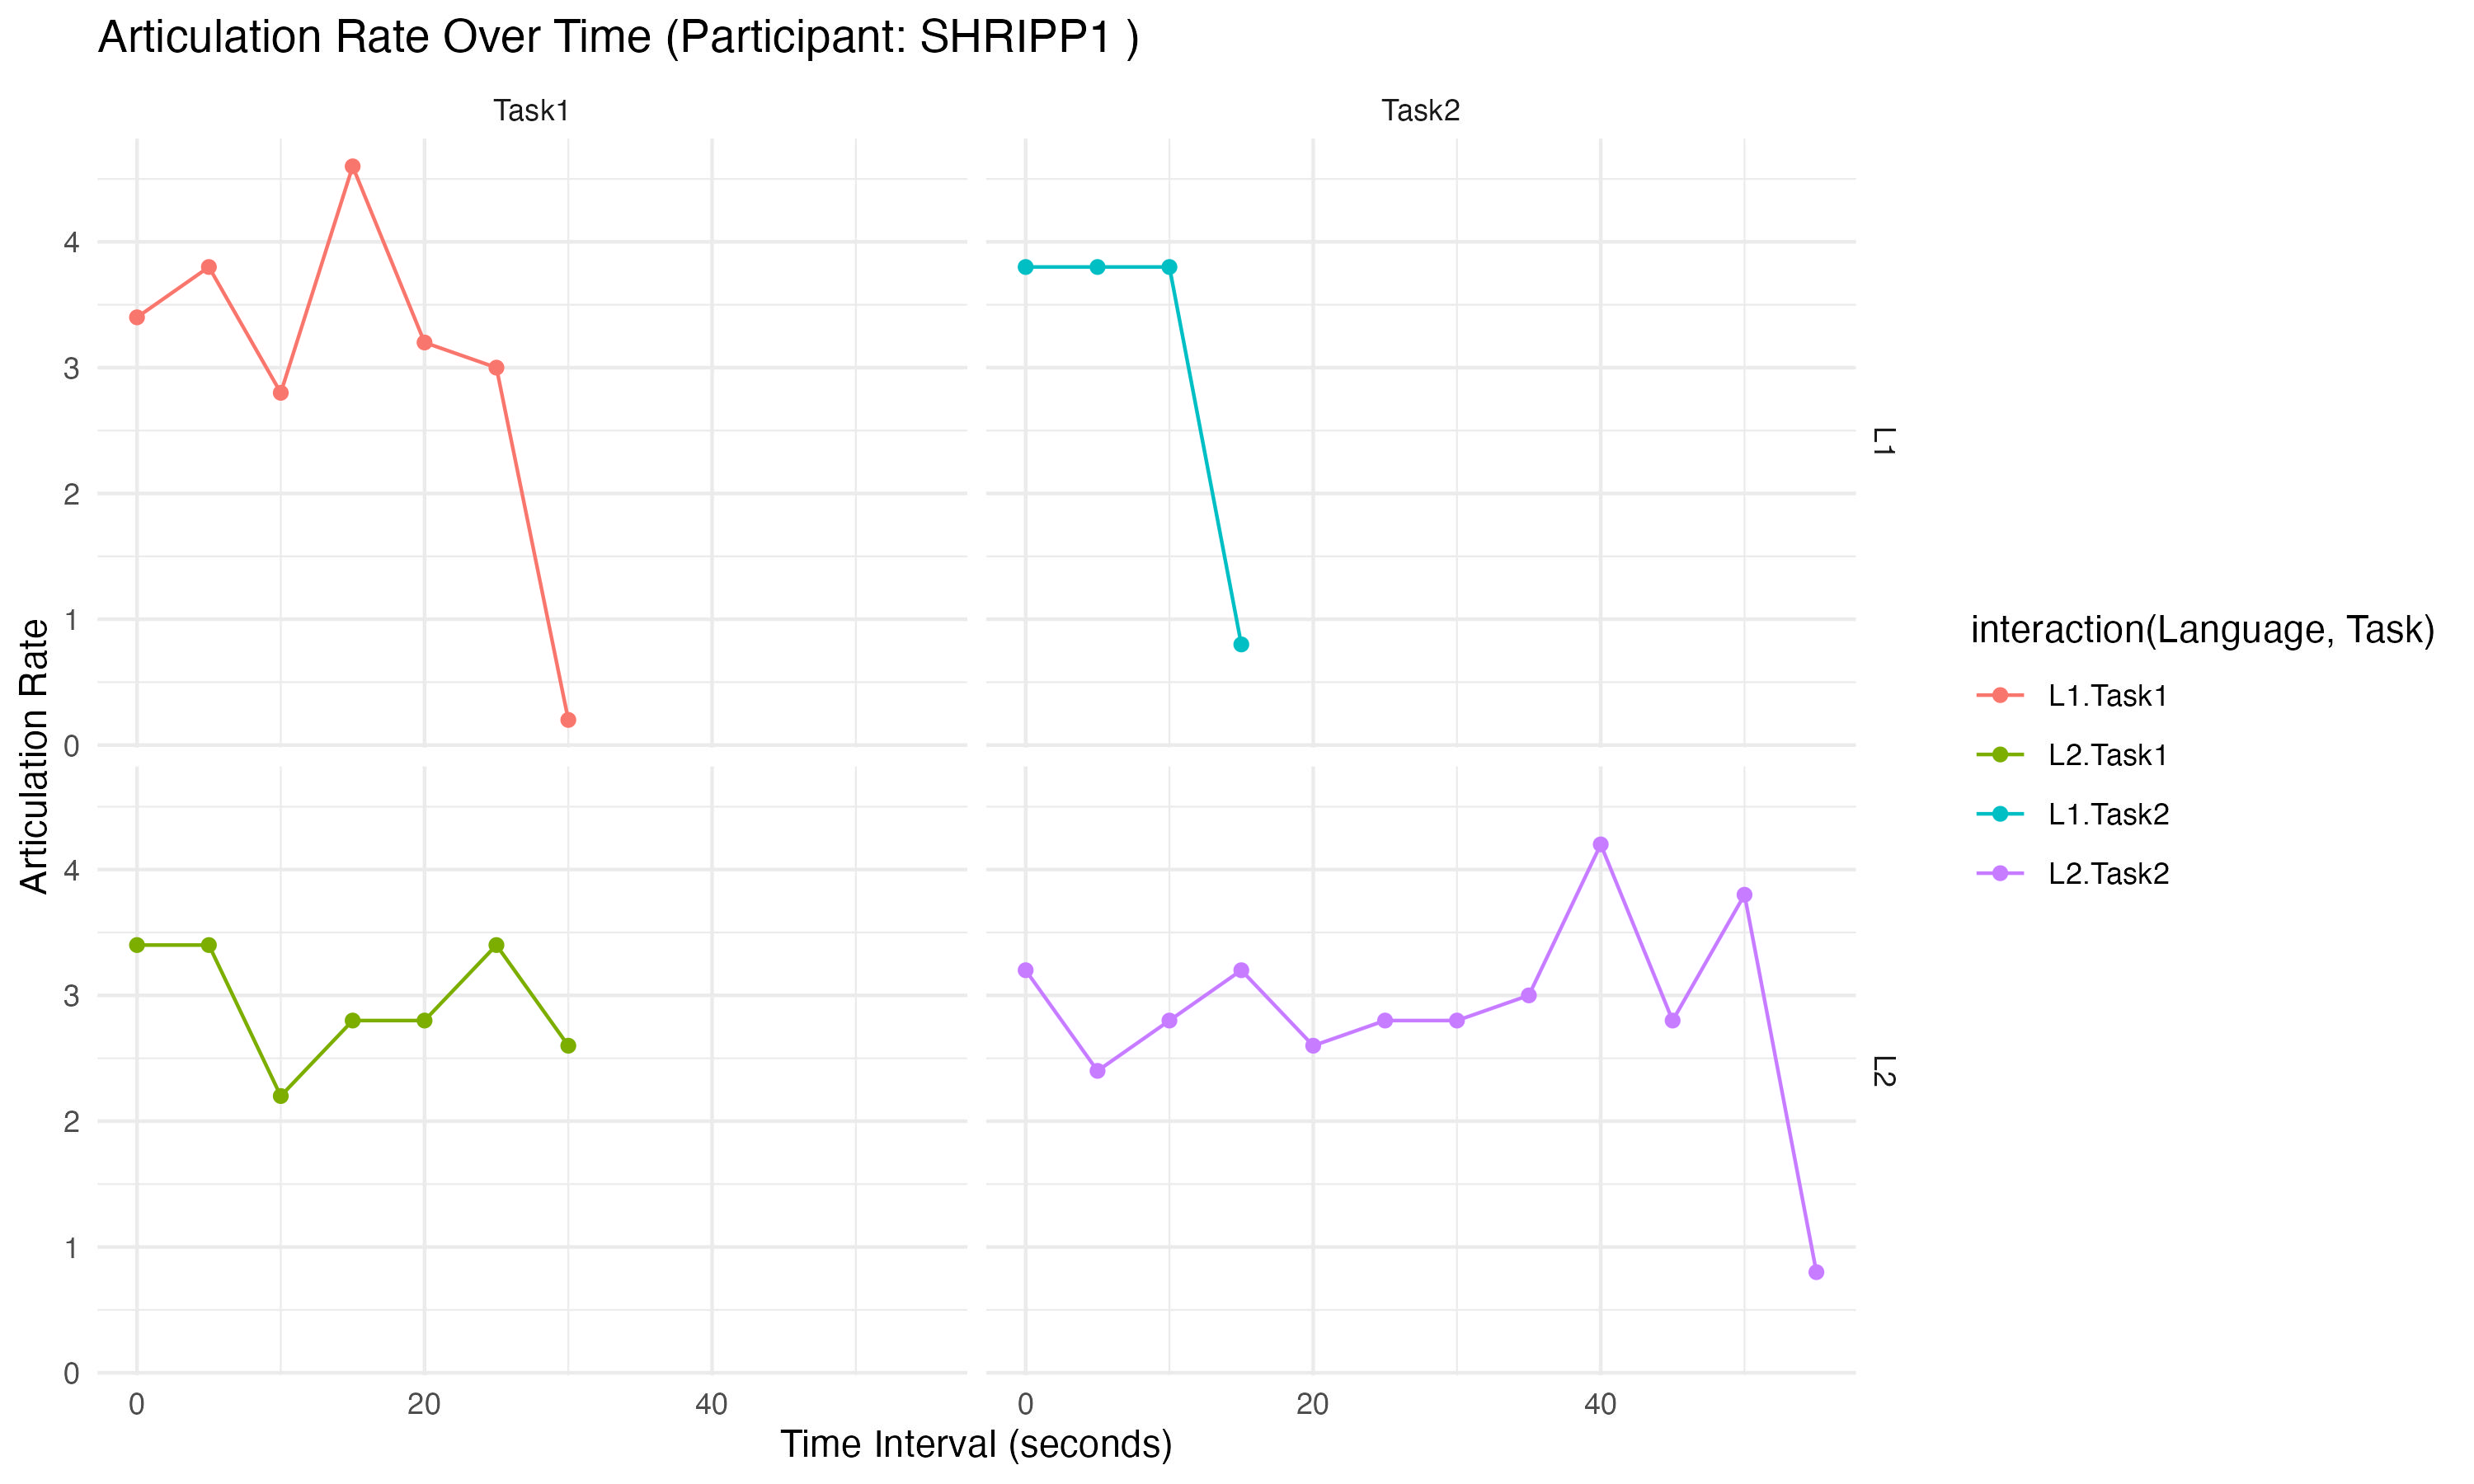 Articulation Rate Over Time (Participant: SHRIPP1 )
Task1
Task2
4
3
2
1
0
L1
Articulation Rate
4
3
2
1
0
L2
0
20
40
0
20
40
Time Interval (seconds)
interaction(Language, Task)
L1.Task1
L2.Task1
L1.Task2
L2.Task2